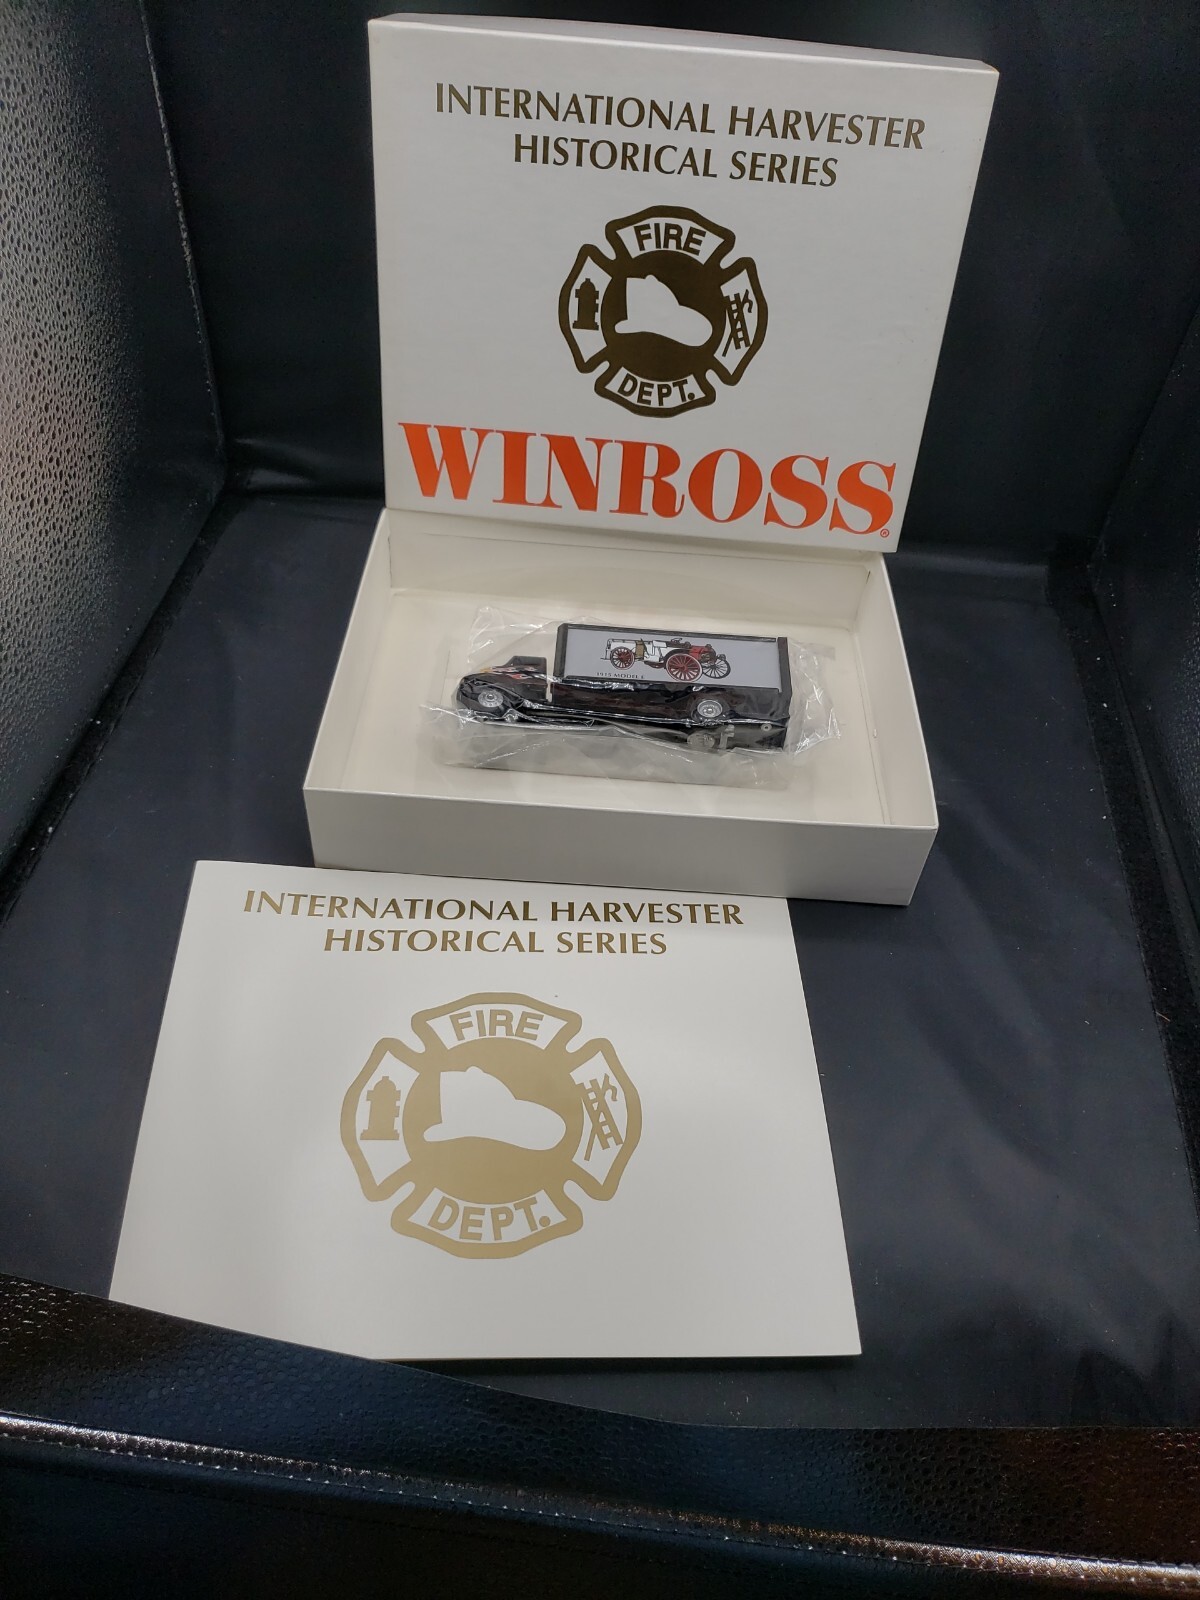 INTERNATIONAL HARVESTER
HISTORICAL SERIES
FIRE
DEPT.
WINROSS®
INTERNATIONAL HARVESTER
HISTORICAL SERIES
FIRE
DEPT.